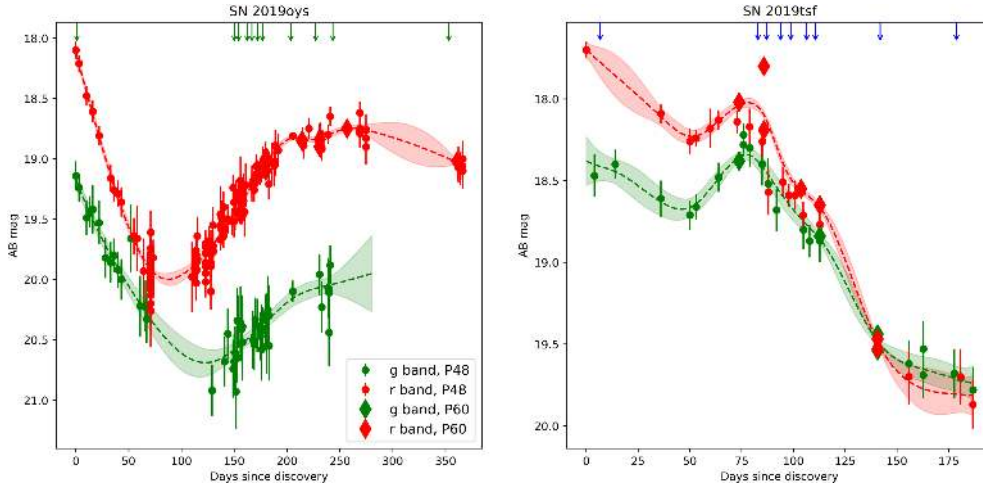 SN 2019oys
18.0
18.5
19.0
19.5
20.0
20.5
21.0
AB mag
0
50
100
150
200
250
300
350
Days since discovery
g band, P48
r band, P48
g band, P60
r band, P60
SN 2019tsf
18.0
18.5
19.0
19.5
20.0
AB mag
0
25
50
75
100
125
150
175
Days since discovery